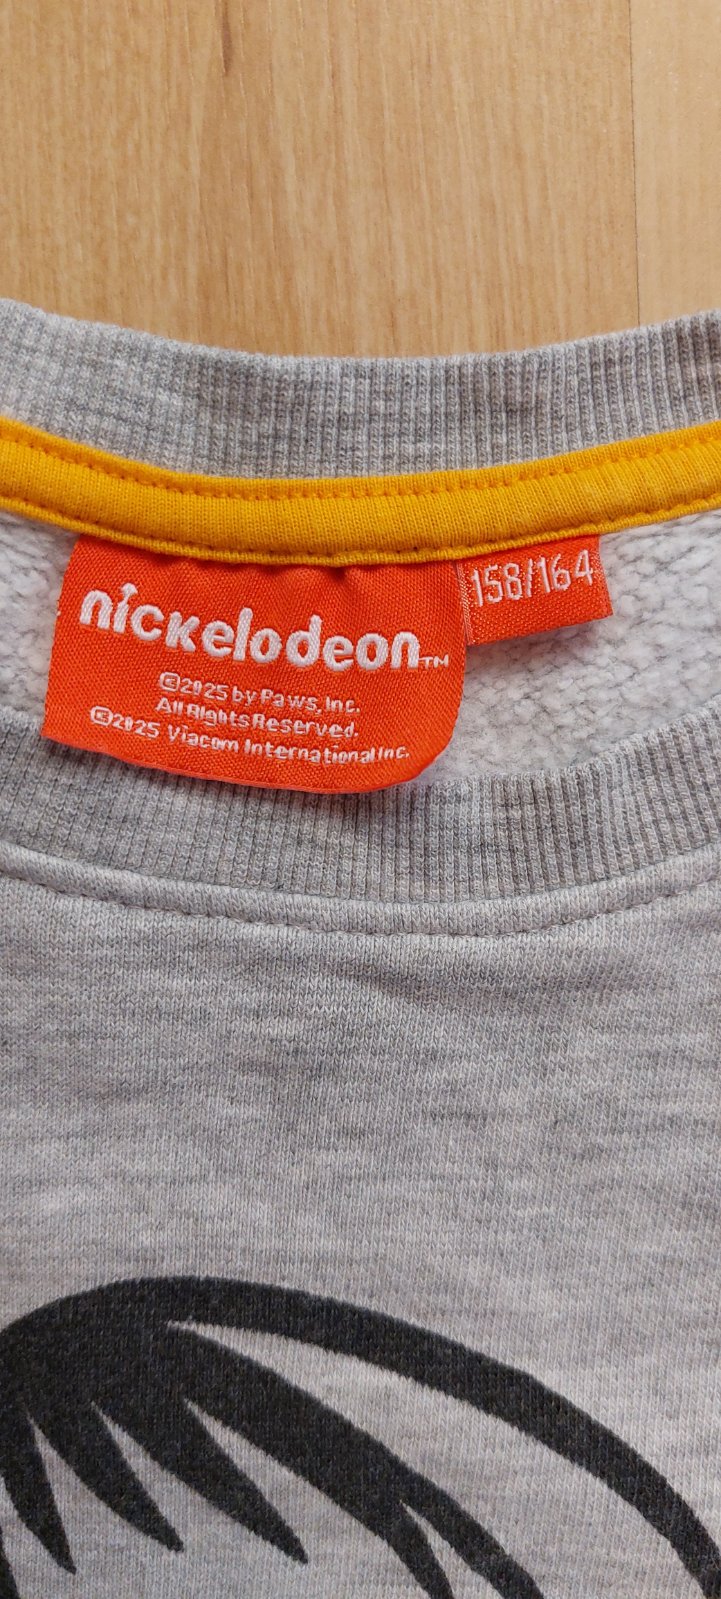 nickelodeon™
158/164
©2025 by Paws, Inc.
All Rights Reserved.
©2025 Viacom International Inc.